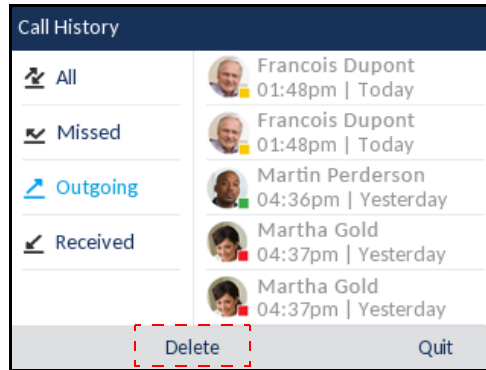 Call History
All
Missed
Outgoing
Received
Francois Dupont
01:48pm | Today
Francois Dupont
01:48pm | Today
Martin Perderson
04:36pm | Yesterday
Martha Gold
04:37pm | Yesterday
Martha Gold
04:37pm | Yesterday
Delete
Quit